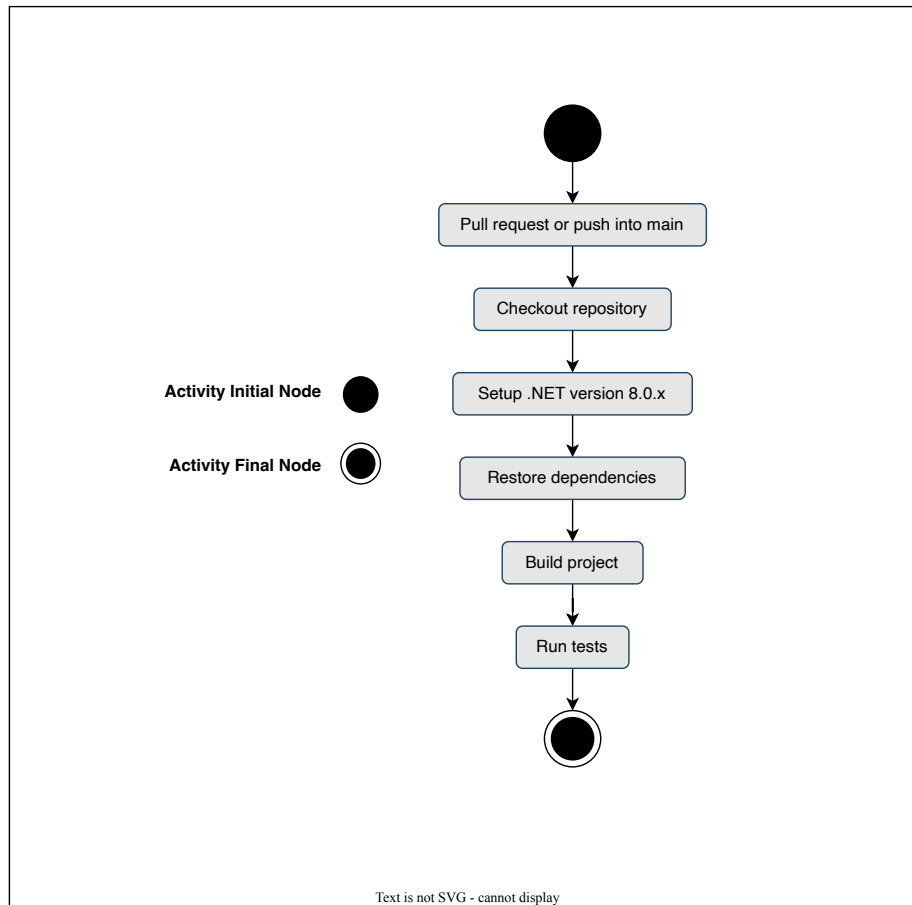 Pull request or push into main
Checkout repository
Activity Initial Node
Setup .NET version 8.0.x
Activity Final Node
Restore dependencies
Build project
Run tests
Text is not SVG - cannot display